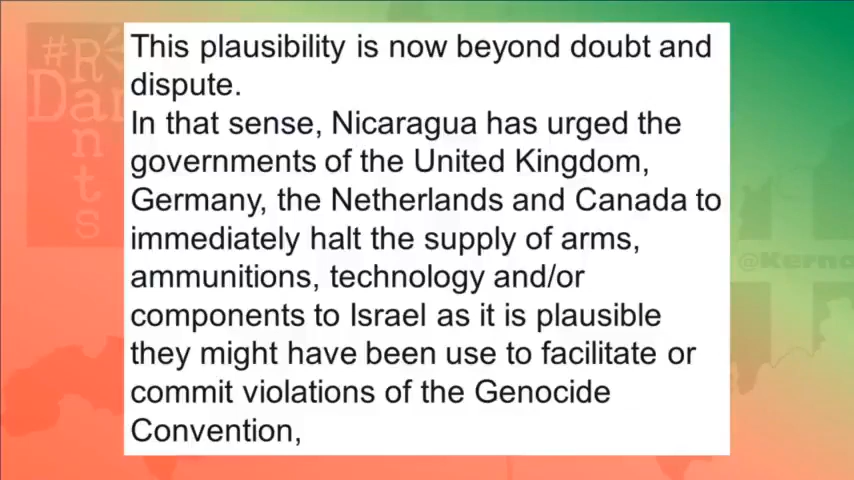 This plausibility is now beyond doubt and
dispute.
In that sense, Nicaragua has urged the
governments of the United Kingdom,
Germany, the Netherlands and Canada to
immediately halt the supply of arms,
ammunitions, technology and/or
components to Israel as it is plausible
they might have been use to facilitate or
commit violations of the Genocide
Convention,